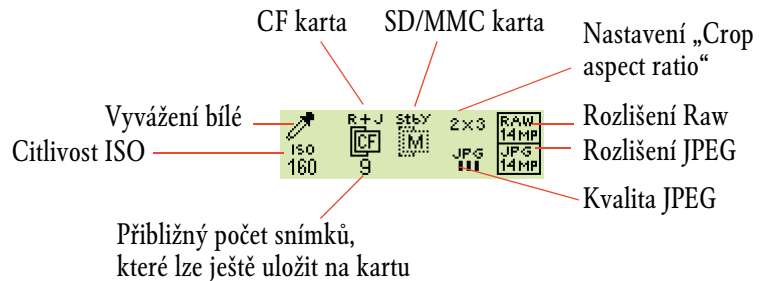 CF karta SD/MMC karta
Nastavení „Crop
aspect ratio“
Vyvážení bílé
Citlivost ISO
R+J StbY
CF M
2×3
RAW
14MP
ISO
160
9
JPG
JPG
14MP
Rozlišení Raw
Rozlišení JPEG
Kvalita JPEG
Přibližný počet snímků,
které lze ještě uložit na kartu